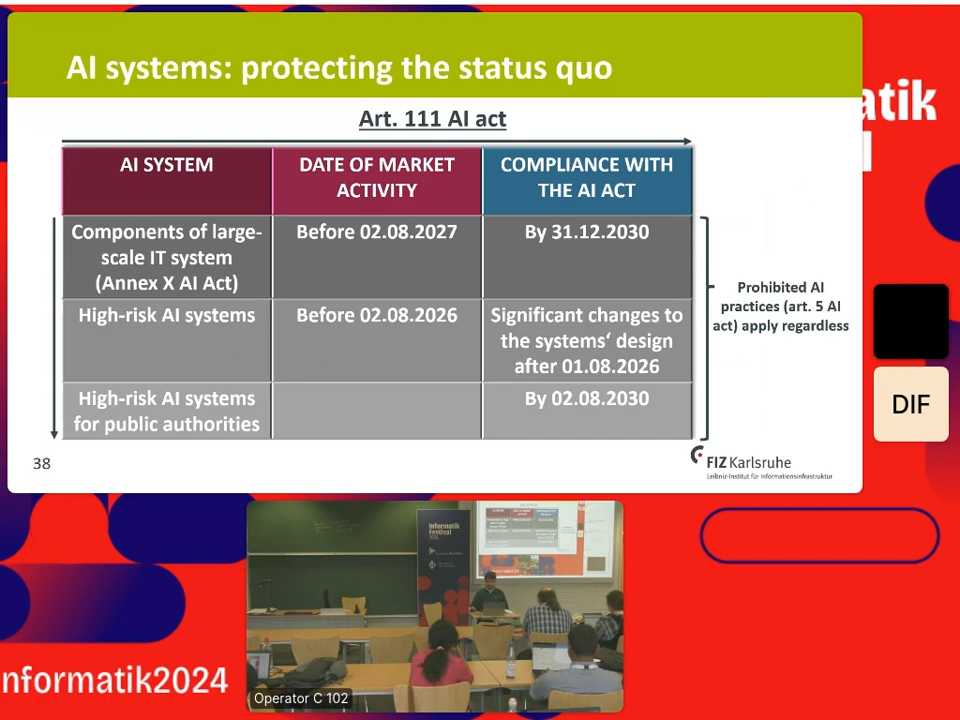 AI systems: protecting the status quo
Art. 111 AI act
AI SYSTEM
DATE OF MARKET
ACTIVITY
COMPLIANCE WITH
THE AI ACT
Components of large-
scale IT system
(Annex X AI Act)
Before 02.08.2027
By 31.12.2030
High-risk AI systems
Before 02.08.2026
Significant changes to
the systems‘ design
after 01.08.2026
High-risk AI systems
for public authorities
By 02.08.2030
Prohibited AI
practices (art. 5 AI
act) apply regardless
38
FIZ Karlsruhe
Leibniz-Institut für Informationsinfrastruktur
atik
DIF
informatik
festival
2024
Operator C 102
nformatik2024